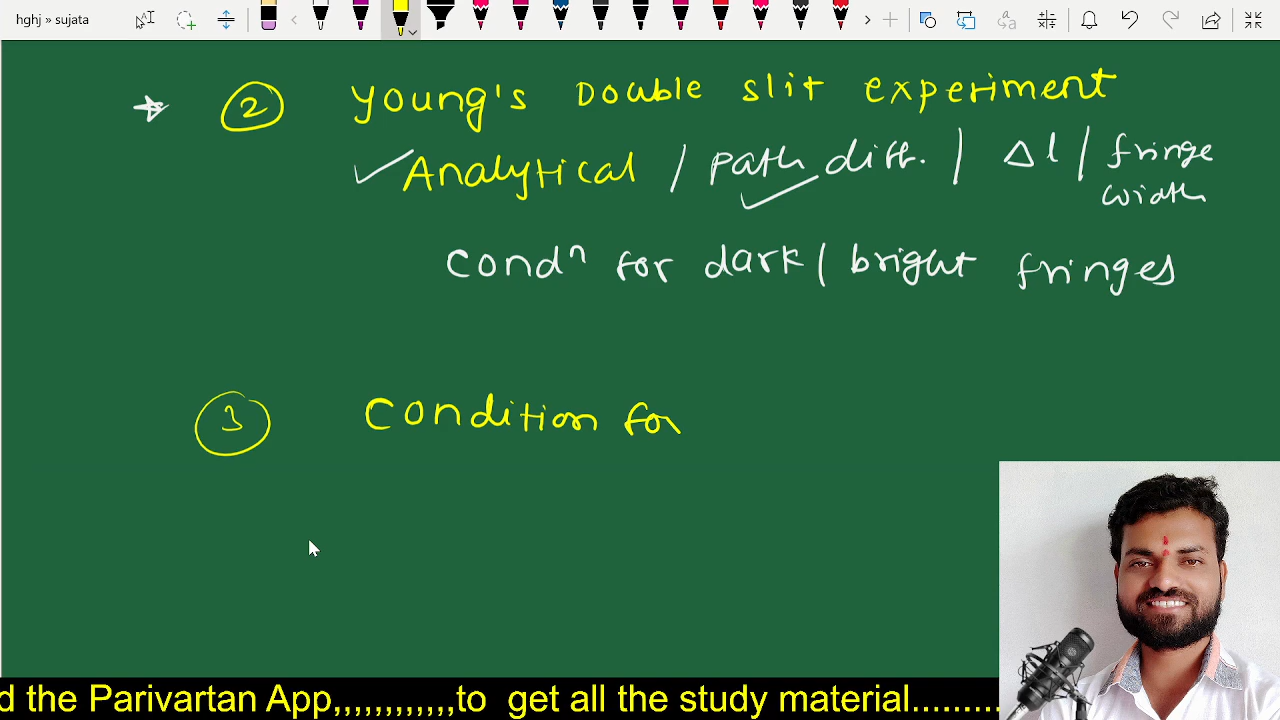 hghj » sujata
② Young's Double slit experiment
Analytical / path diff. | Δl / fringe
width
condⁿ for dark / bright fringes
③ Condition for
d the Parivartan App,,,,,,,,,,,,to get all the study material..........